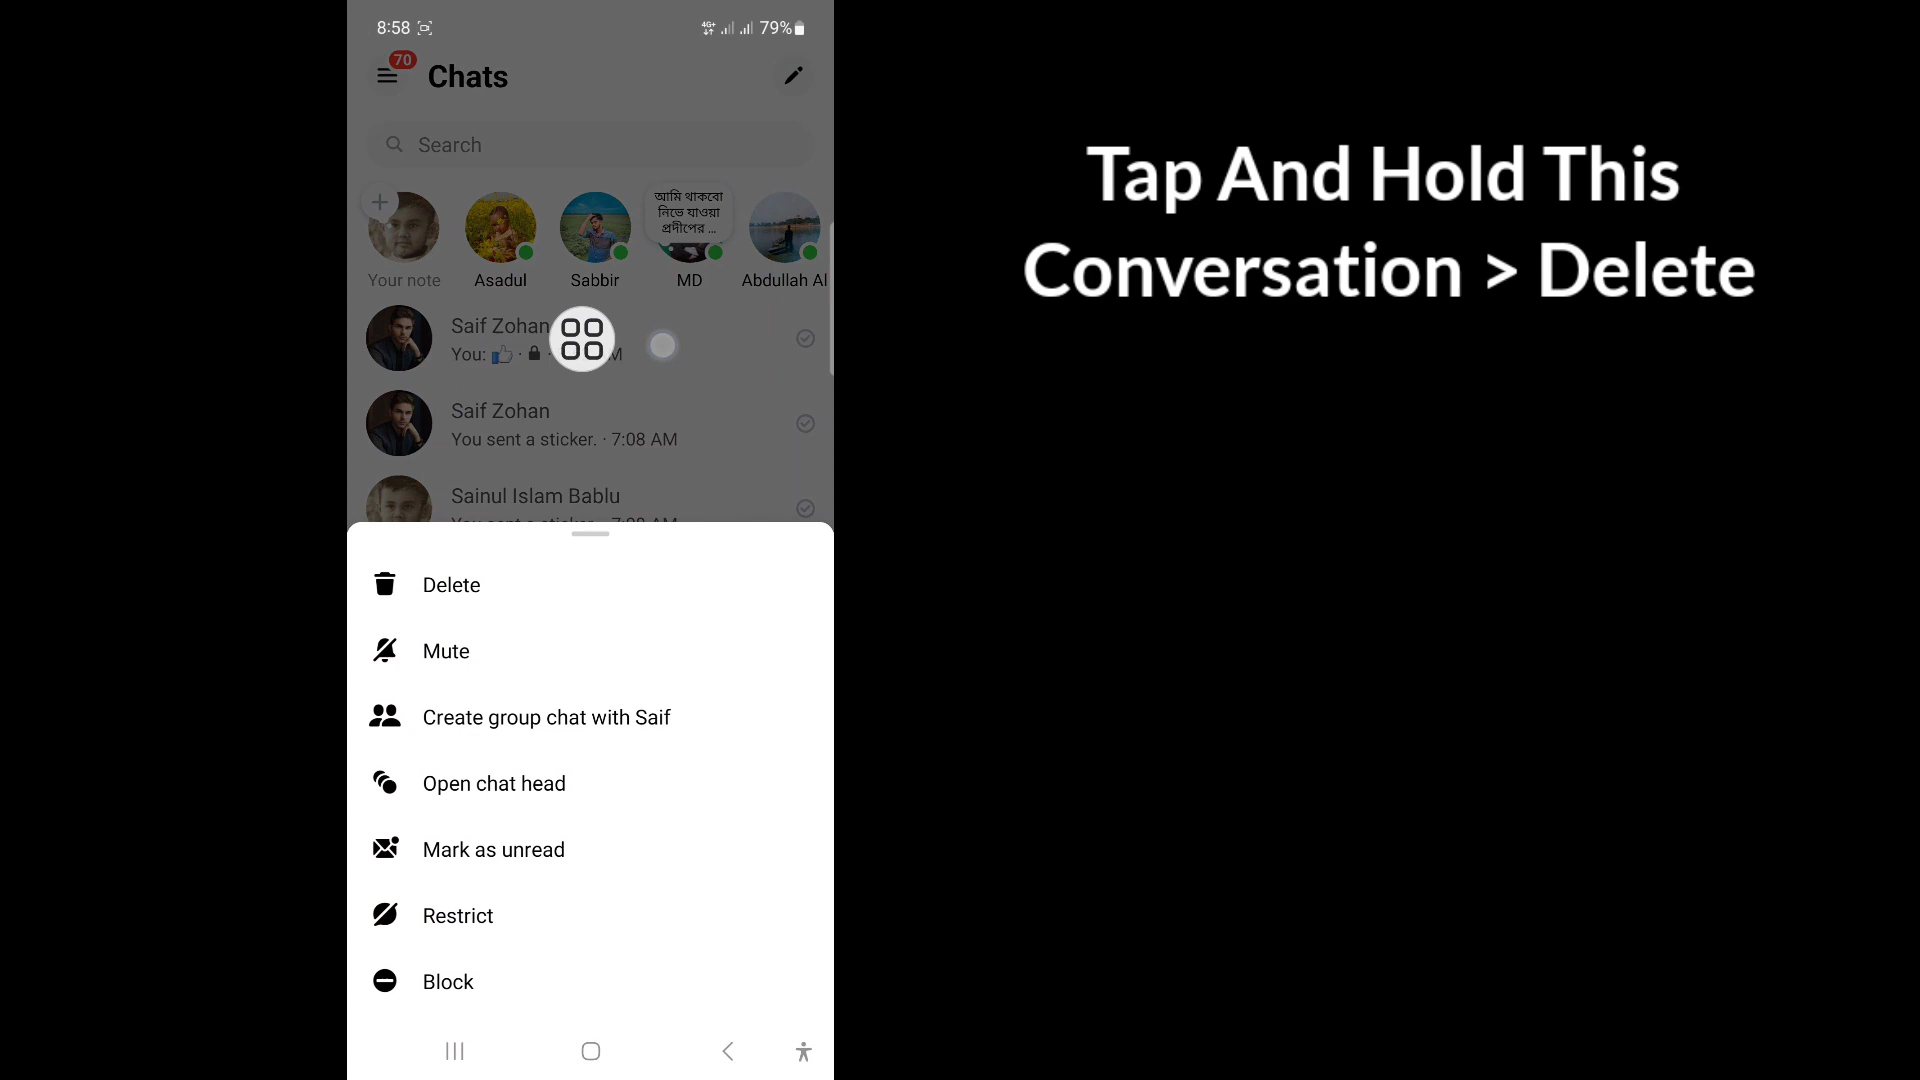 8:58
4G+
79%
70
Chats
Search
আমি থাকবো
নিভে যাওয়া
প্রদীপের ...
Your note
Asadul
Sabbir
MD
Abdullah Al
Saif Zohan
You: 👍 ·
M
Saif Zohan
You sent a sticker. · 7:08 AM
Sainul Islam Bablu
Delete
Mute
Create group chat with Saif
Open chat head
Mark as unread
Restrict
Block
Tap And Hold This
Conversation > Delete